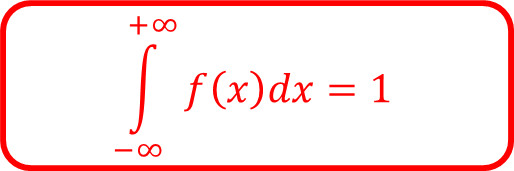 +∞
∫ f(x)dx = 1
−∞